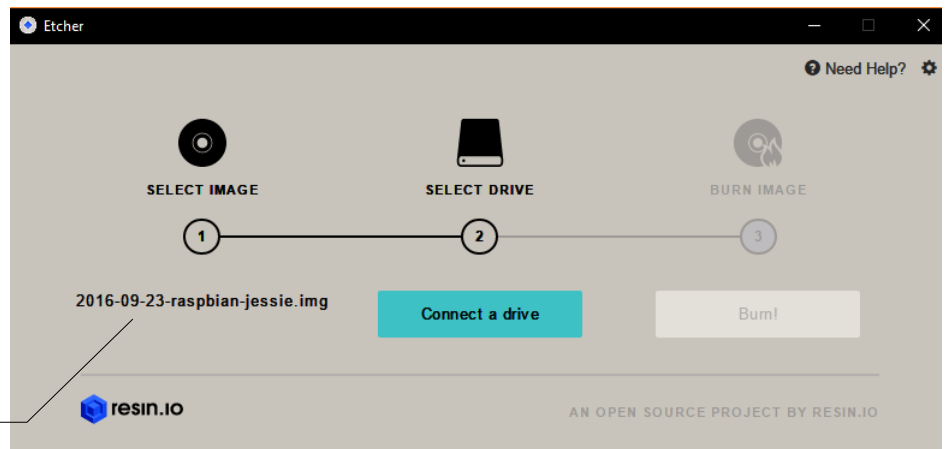 Etcher
Need Help?
SELECT IMAGE
SELECT DRIVE
BURN IMAGE
1
2
3
2016-09-23-raspbian-jessie.img
Connect a drive
Burn!
resin.io
AN OPEN SOURCE PROJECT BY RESIN.IO